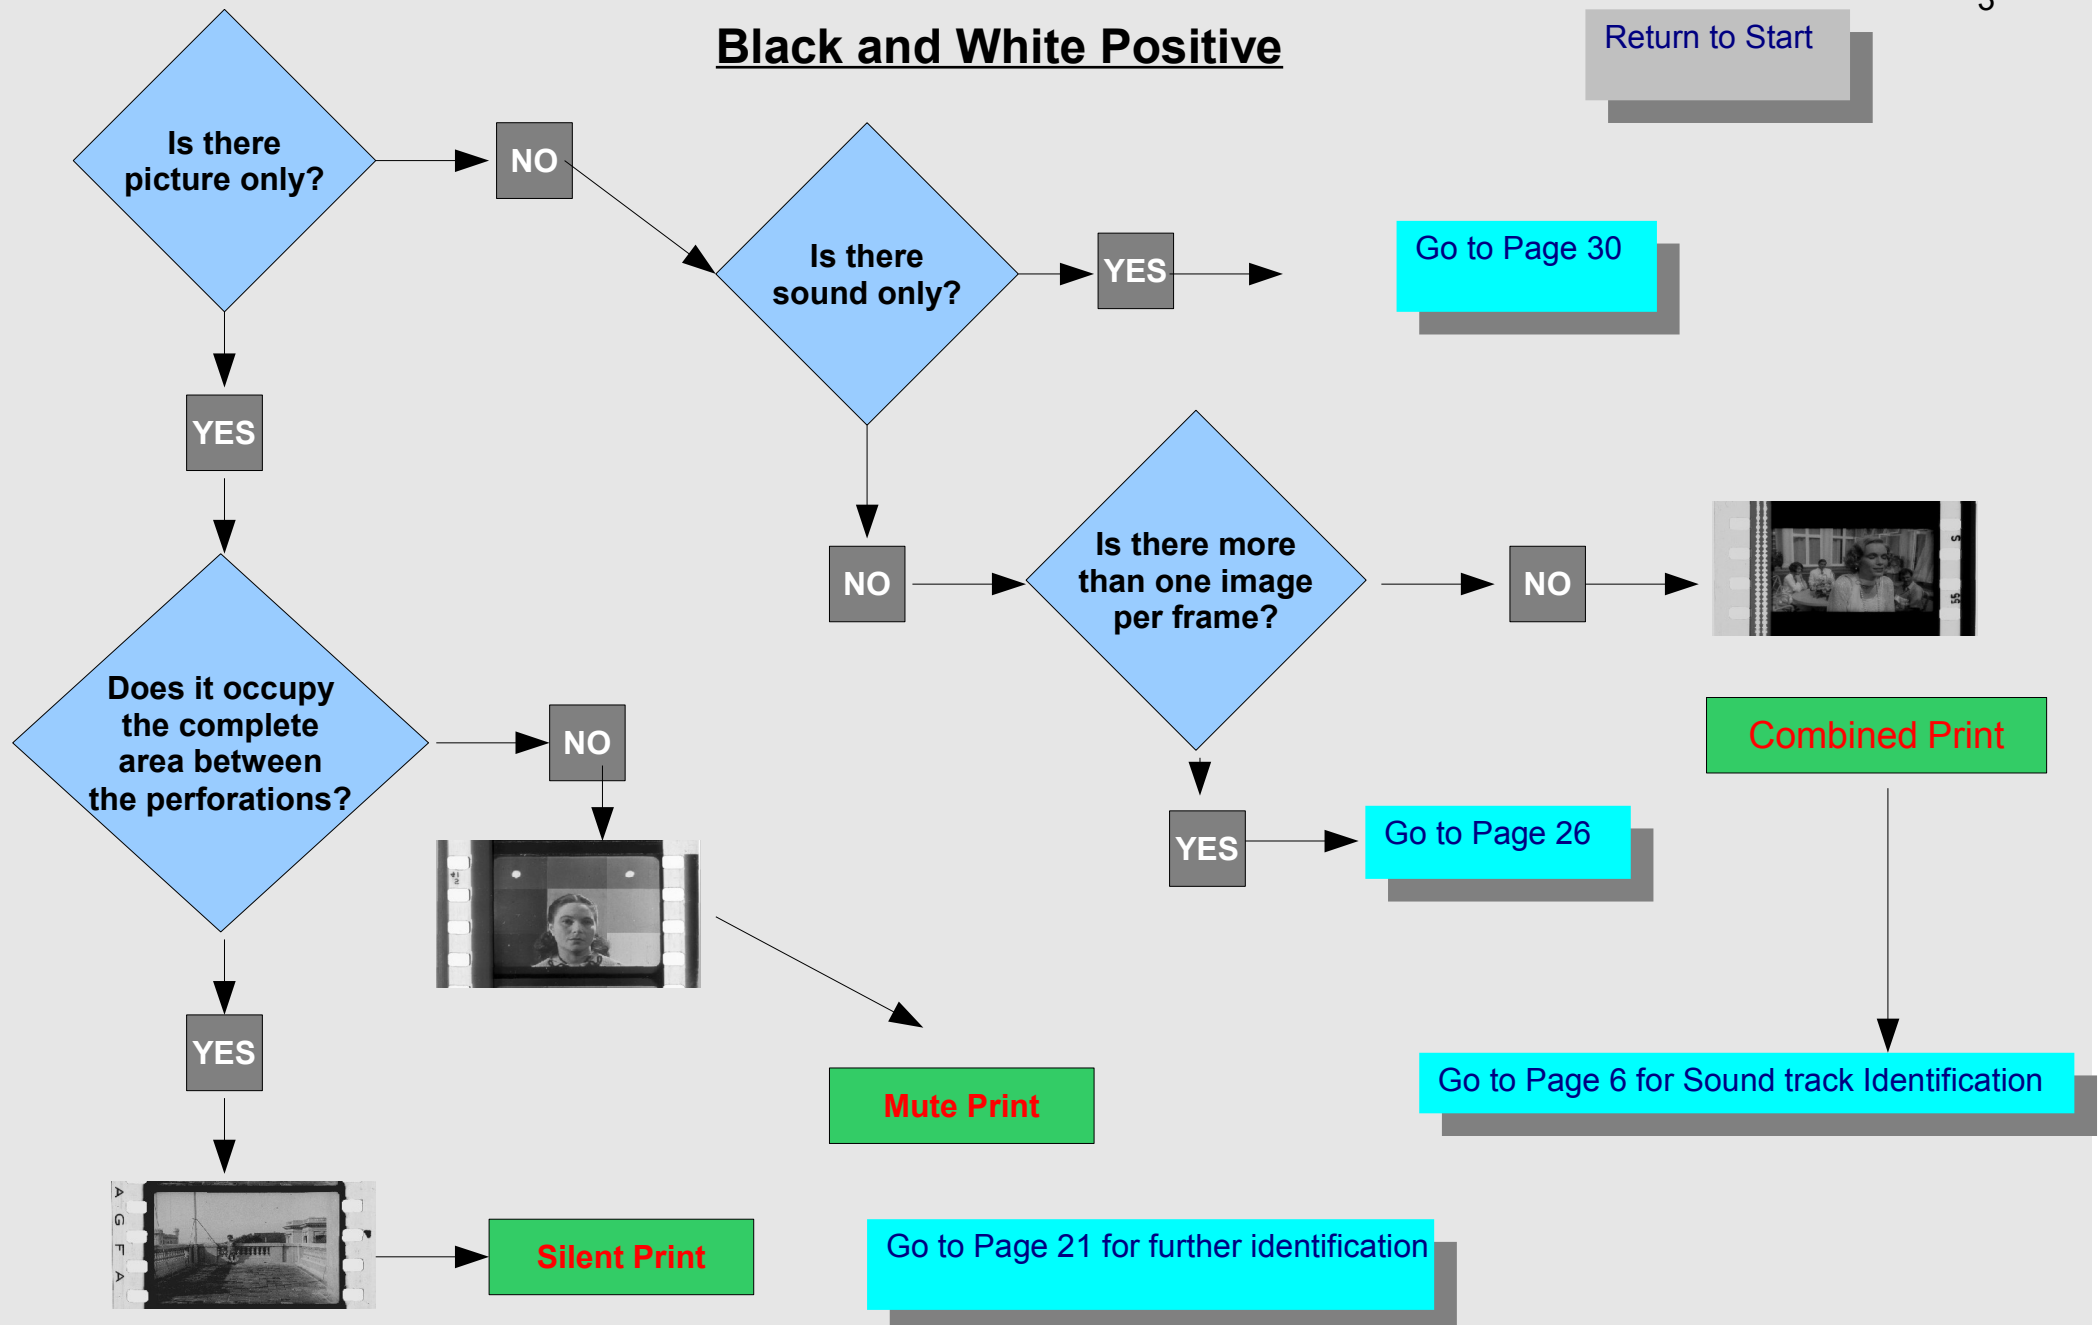 Black and White Positive
Return to Start
Is there
picture only?
NO
Is there
sound only?
YES
Go to Page 30
YES
Is there more
than one image
per frame?
NO
NO
Does it occupy
the complete
area between
the perforations?
NO
Combined Print
YES
Go to Page 26
YES
Mute Print
Go to Page 6 for Sound track Identification
AGFA
Silent Print
Go to Page 21 for further identification